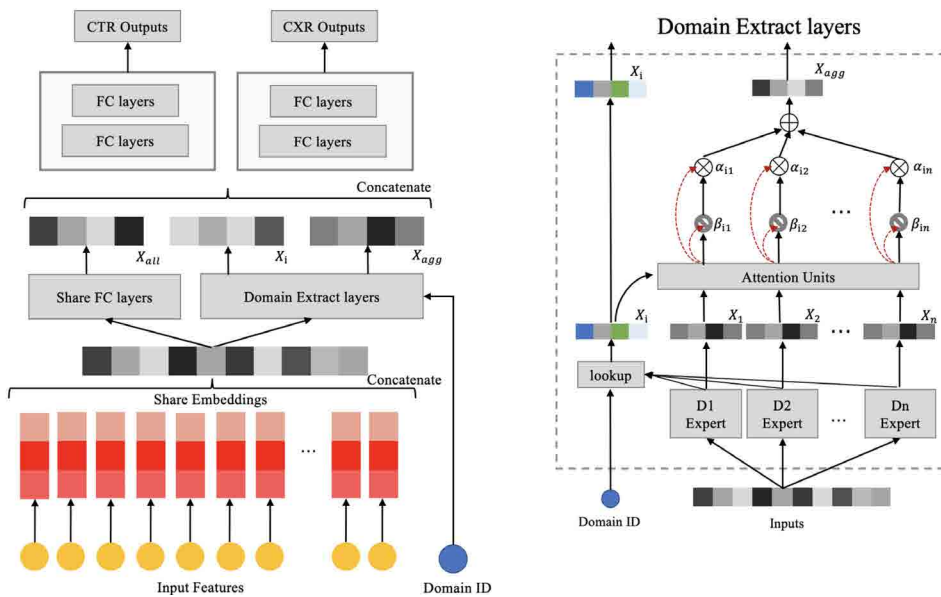 CTR Outputs
CXR Outputs
FC layers
FC layers
FC layers
FC layers
Concatenate
X_all
X_i
X_agg
Share FC layers
Domain Extract layers
Concatenate
Share Embeddings
...
Input Features
Domain ID
Domain Extract layers
X_i
X_agg
α_i1
α_i2
α_in
β_i1
β_i2
...
β_in
Attention Units
X_i
X_1
X_2
...
X_n
lookup
D1 Expert
D2 Expert
...
Dn Expert
Domain ID
Inputs